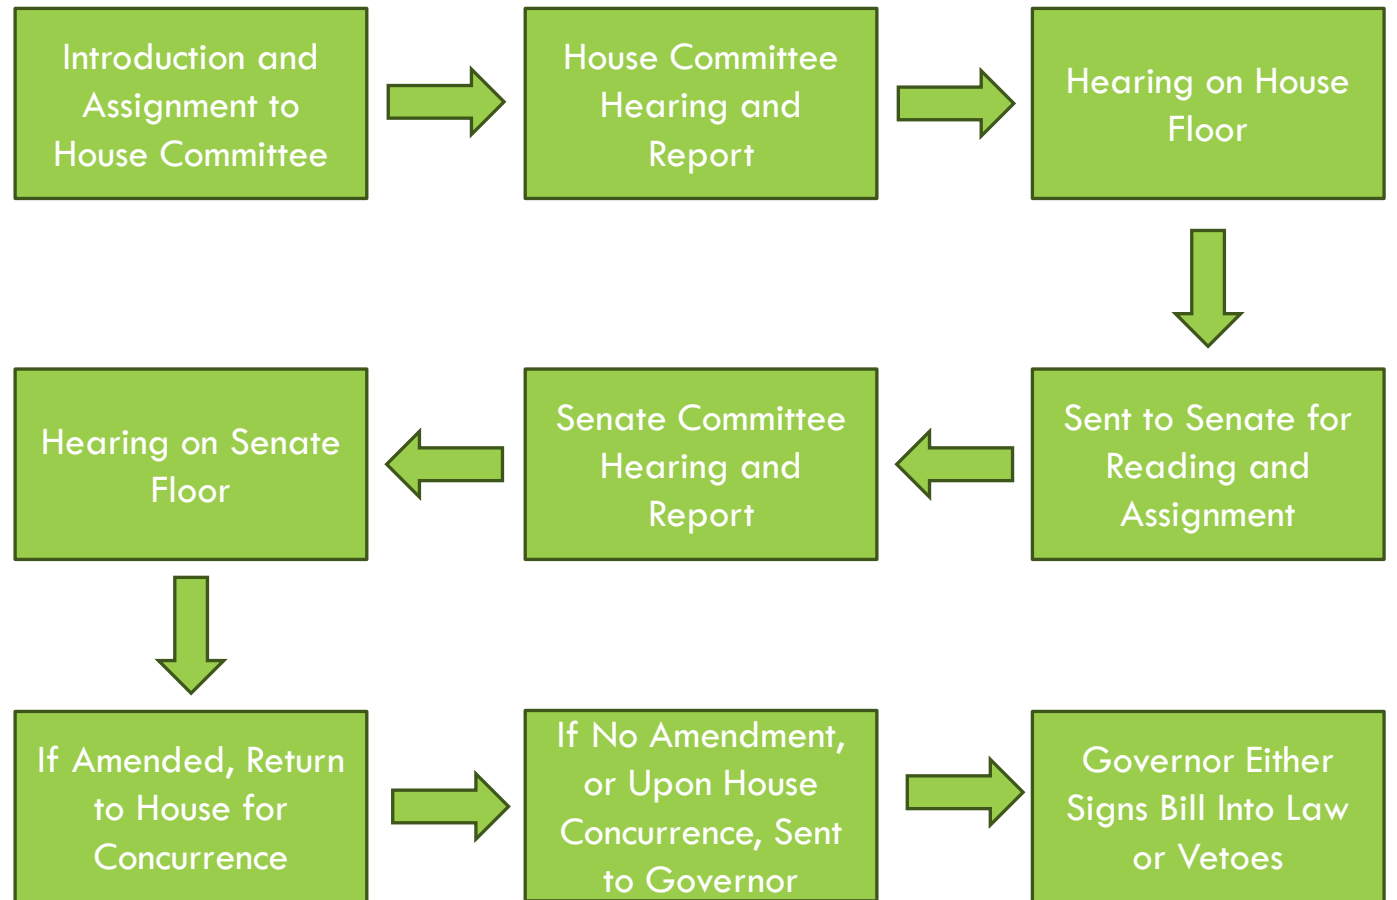 Introduction and
Assignment to
House Committee
House Committee
Hearing and
Report
Hearing on House
Floor
Sent to Senate for
Reading and
Assignment
Senate Committee
Hearing and
Report
Hearing on Senate
Floor
If Amended, Return
to House for
Concurrence
If No Amendment,
or Upon House
Concurrence, Sent
to Governor
Governor Either
Signs Bill Into Law
or Vetoes